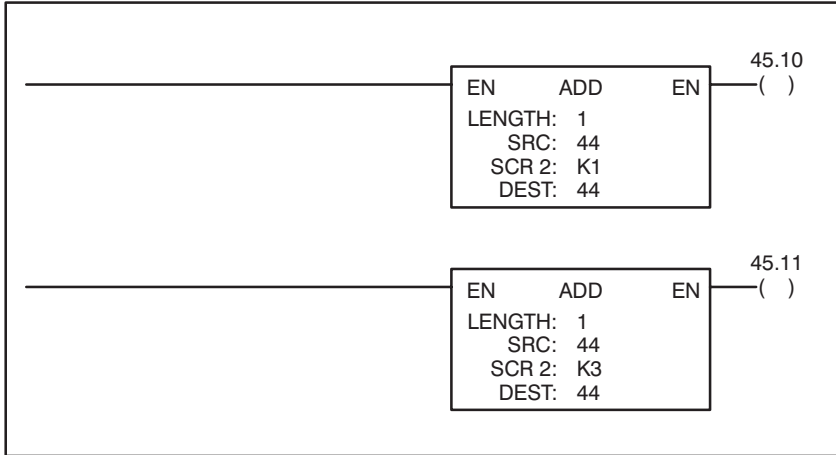 45.10
( )
EN ADD EN
LENGTH: 1
SRC: 44
SCR 2: K1
DEST: 44
45.11
( )
EN ADD EN
LENGTH: 1
SRC: 44
SCR 2: K3
DEST: 44